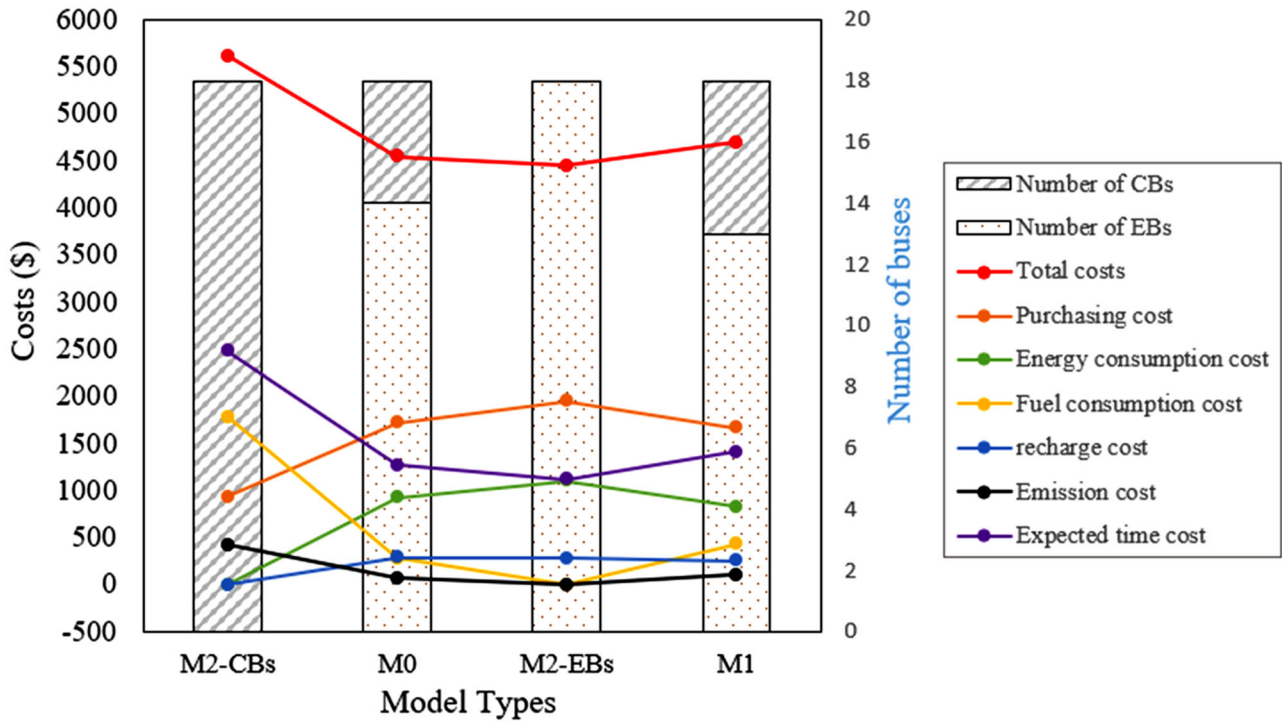 6000
5500
5000
4500
4000
3500
3000
2500
2000
1500
1000
500
0
-500
Costs ($)
20
18
16
14
12
10
8
6
4
2
0
Number of buses
M2-CBs
M0
M2-EBs
M1
Model Types
Number of CBs
Number of EBs
Total costs
Purchasing cost
Energy consumption cost
Fuel consumption cost
recharge cost
Emission cost
Expected time cost